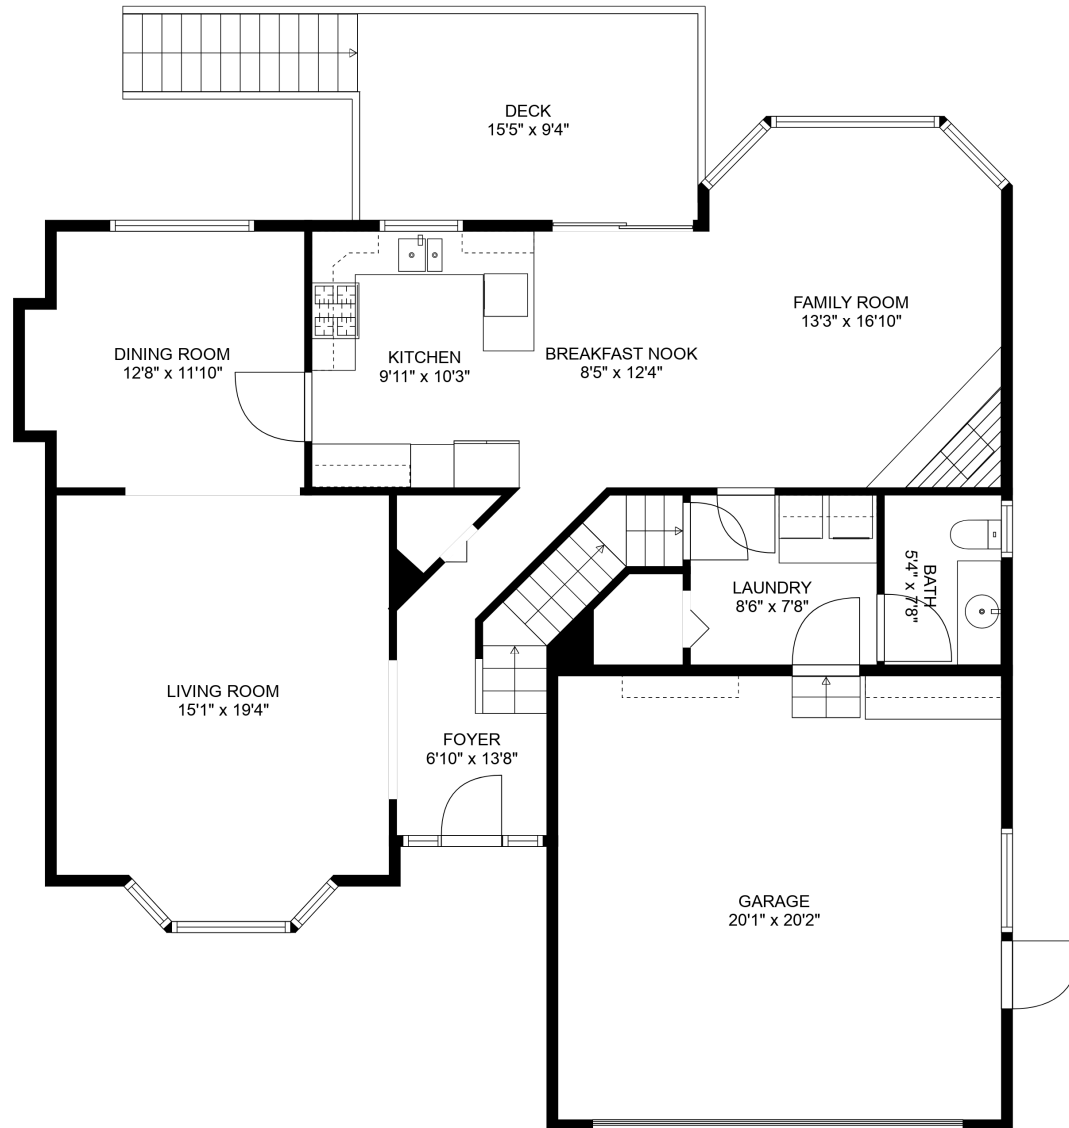 DECK
15'5" x 9'4"
FAMILY ROOM
13'3" x 16'10"
DINING ROOM
12'8" x 11'10"
KITCHEN
9'11" x 10'3"
BREAKFAST NOOK
8'5" x 12'4"
LAUNDRY
8'6" x 7'8"
BATH
5'4" x 7'8"
LIVING ROOM
15'1" x 19'4"
FOYER
6'10" x 13'8"
GARAGE
20'1" x 20'2"